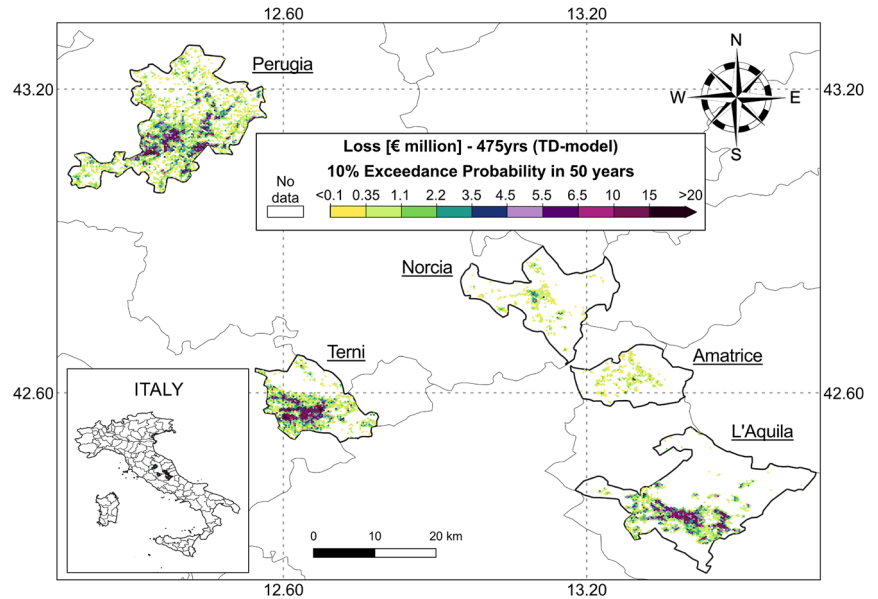 12.60 13.20
Perugia
N
43.20 43.20
W E
S
Loss [€ million] - 475yrs (TD-model)
10% Exceedance Probability in 50 years
No
data
<0.1 0.35 1.1 2.2 3.5 4.5 5.5 6.5 10 15 >20
Norcia
Terni
Amatrice
ITALY
42.60 42.60
L'Aquila
0 10 20 km
12.60 13.20